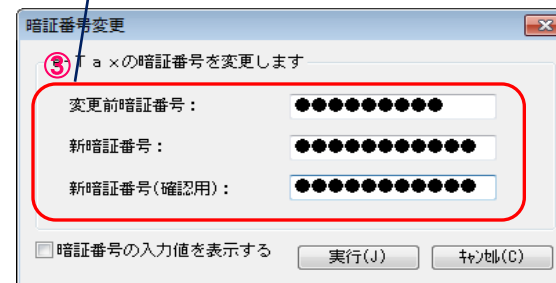 暗証番号変更
③
e-Taxの暗証番号を変更します
変更前暗証番号：
●●●●●●●●●
新暗証番号：
●●●●●●●●●●●
新暗証番号(確認用)：
●●●●●●●●●●●
暗証番号の入力値を表示する
実行(J)
ｷｬﾝｾﾙ(C)